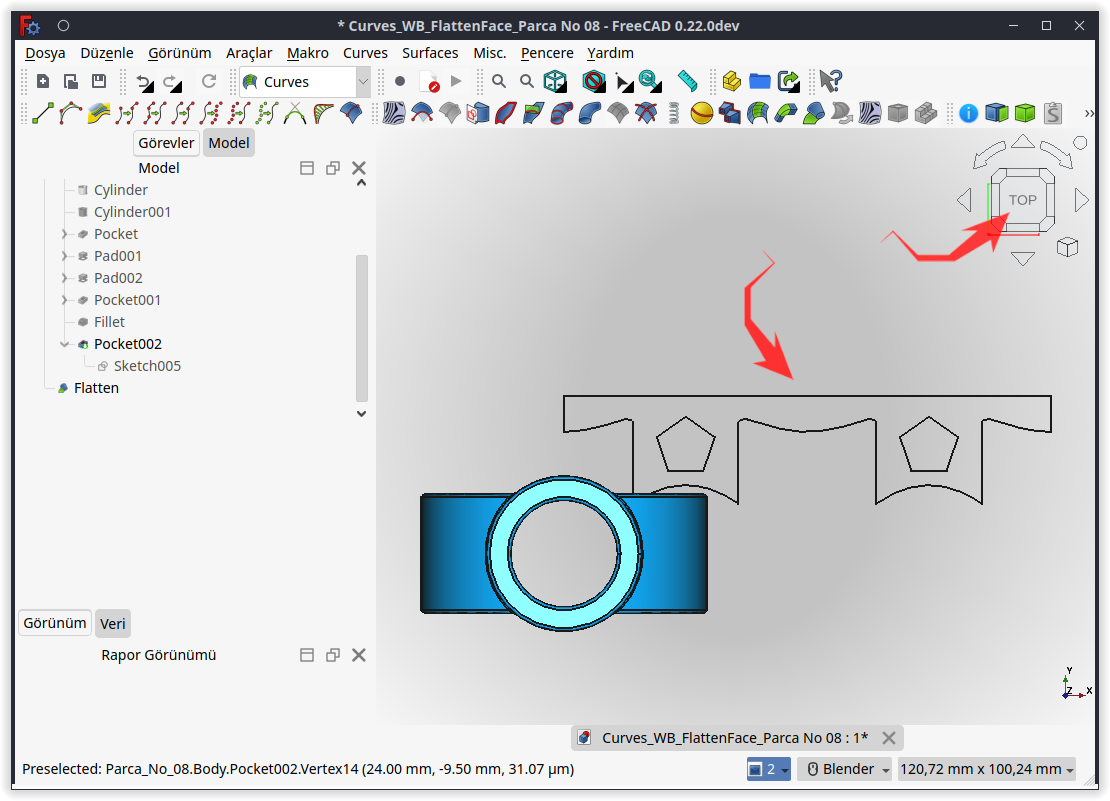 * Curves_WB_FlattenFace_Parca No 08 - FreeCAD 0.22.0dev
Dosya Düzenle Görünüm Araçlar Makro Curves Surfaces Misc. Pencere Yardım
Curves
Görevler Model
Model
Cylinder
Cylinder001
Pocket
Pad001
Pad002
Pocket001
Fillet
Pocket002
Sketch005
Flatten
TOP
Görünüm Veri
Rapor Görünümü
Y
Z X
Curves_WB_FlattenFace_Parca No 08 : 1*
Preselected: Parca_No_08.Body.Pocket002.Vertex14 (24.00 mm, -9.50 mm, 31.07 µm) 2 Blender 120,72 mm x 100,24 mm